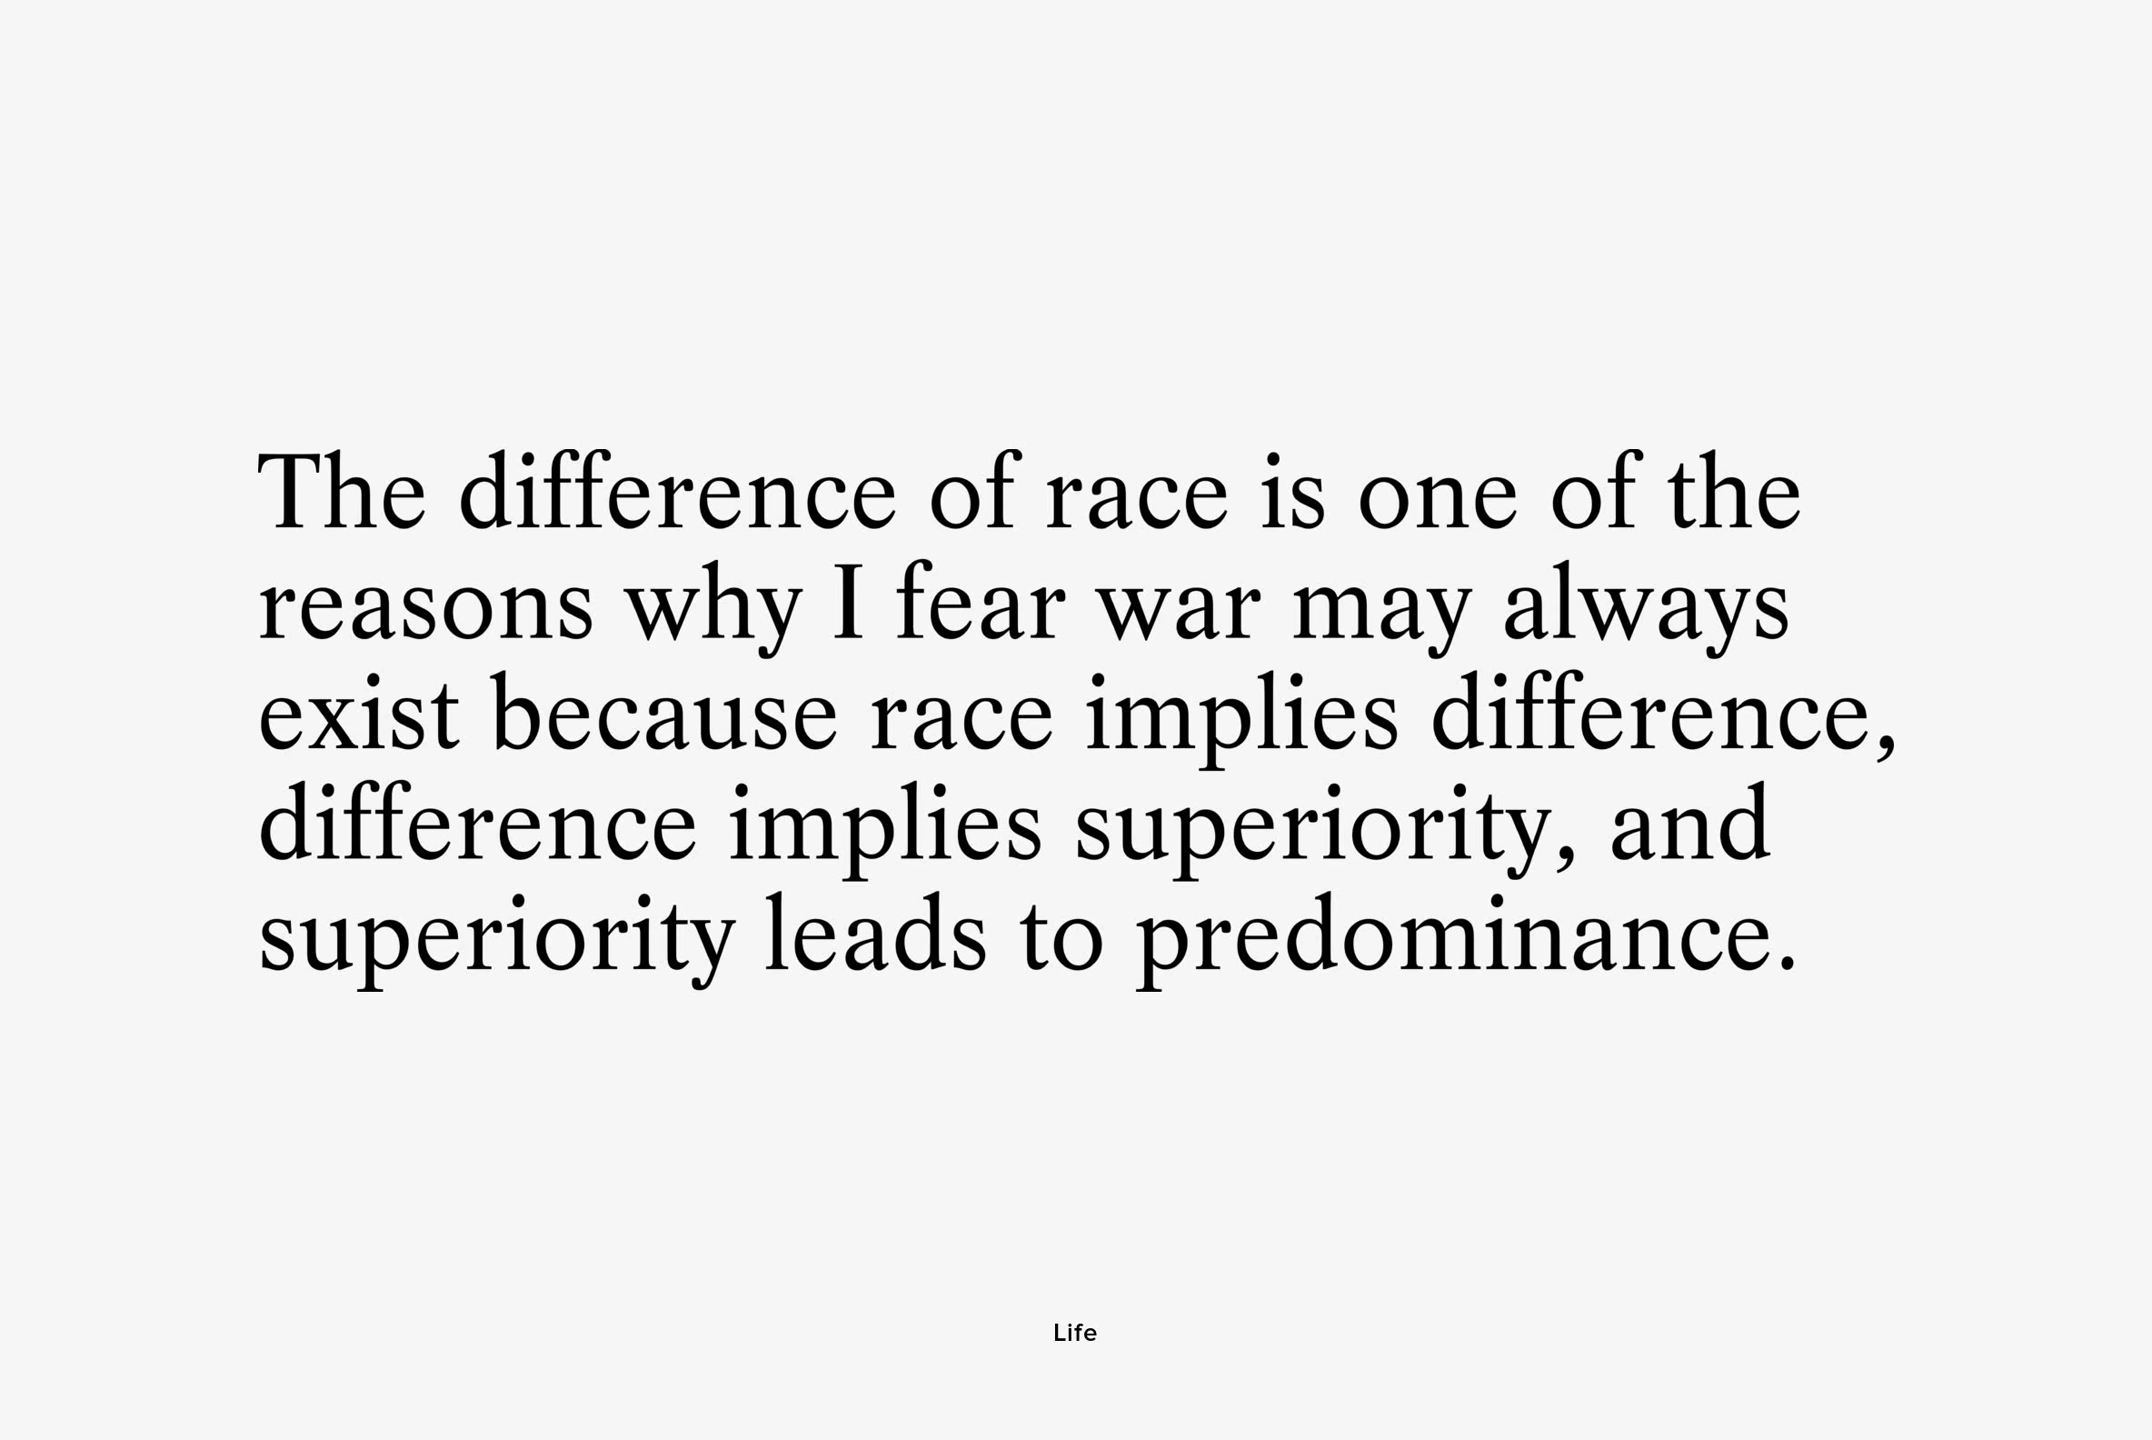 The difference of race is one of the
reasons why I fear war may always
exist because race implies difference,
difference implies superiority, and
superiority leads to predominance.
Life